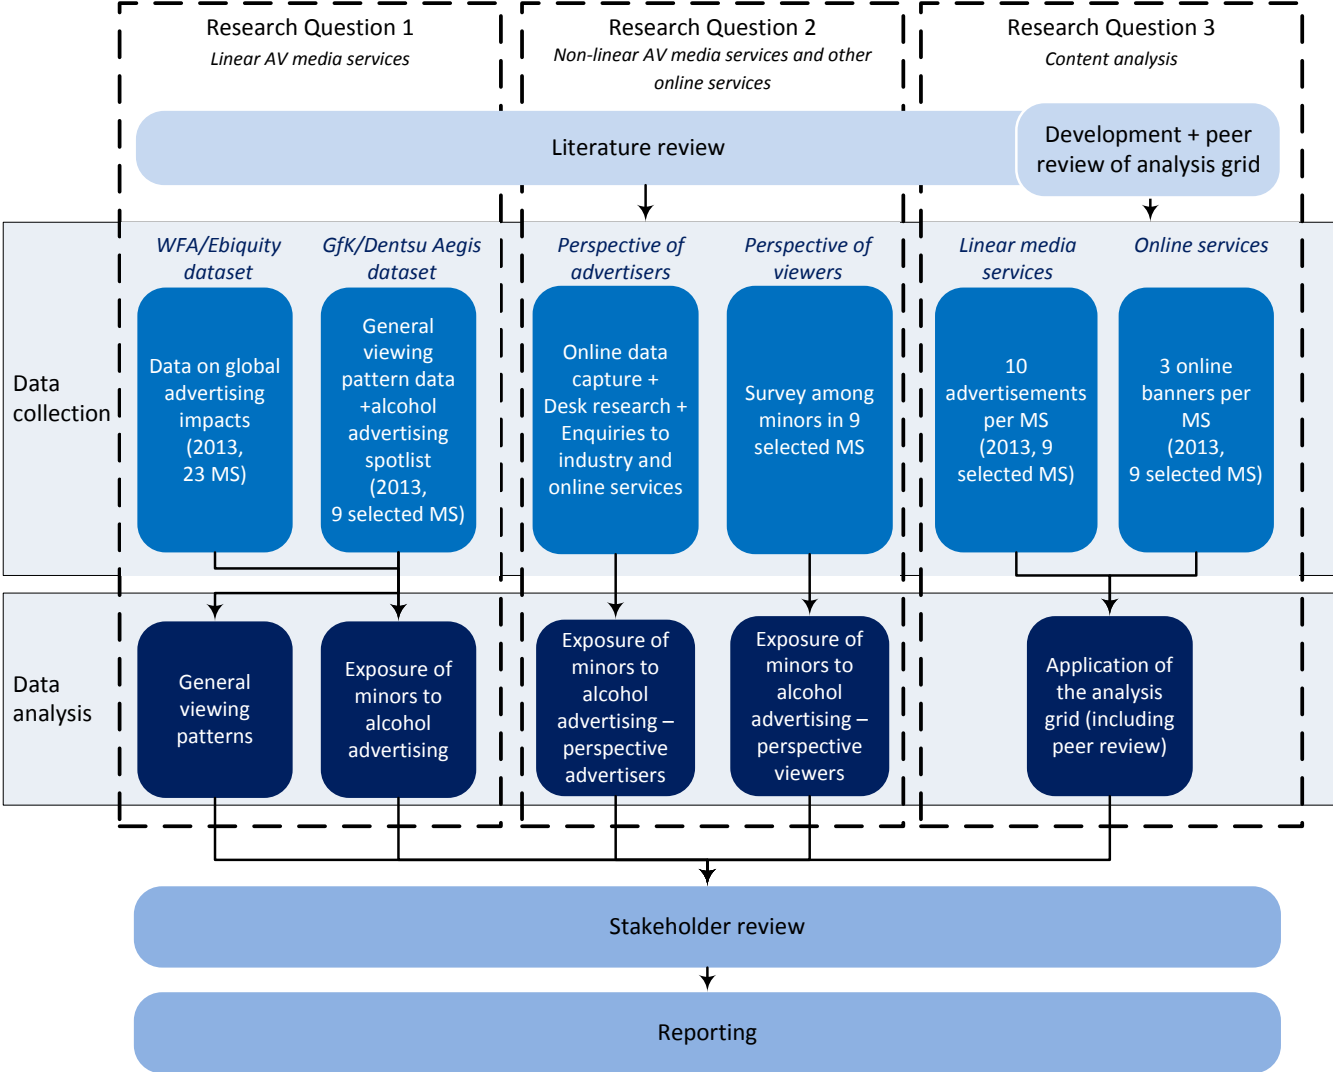 Research Question 1
Linear AV media services
Research Question 2
Non-linear AV media services and other
online services
Research Question 3
Content analysis
Literature review
Development + peer
review of analysis grid
Data
collection
WFA/Ebiquity
dataset
GfK/Dentsu Aegis
dataset
Perspective of
advertisers
Perspective of
viewers
Linear media
services
Online services
Data on global
advertising
impacts
(2013,
23 MS)
General
viewing
pattern data
+alcohol
advertising
spotlist
(2013,
9 selected MS)
Online data
capture +
Desk research +
Enquiries to
industry and
online services
Survey among
minors in 9
selected MS
10
advertisements
per MS
(2013, 9
selected MS)
3 online
banners per
MS
(2013,
9 selected MS)
Data
analysis
General
viewing
patterns
Exposure of
minors to
alcohol
advertising
Exposure of
minors to
alcohol
advertising –
perspective
advertisers
Exposure of
minors to
alcohol
advertising –
perspective
viewers
Application of
the analysis
grid (including
peer review)
Stakeholder review
Reporting